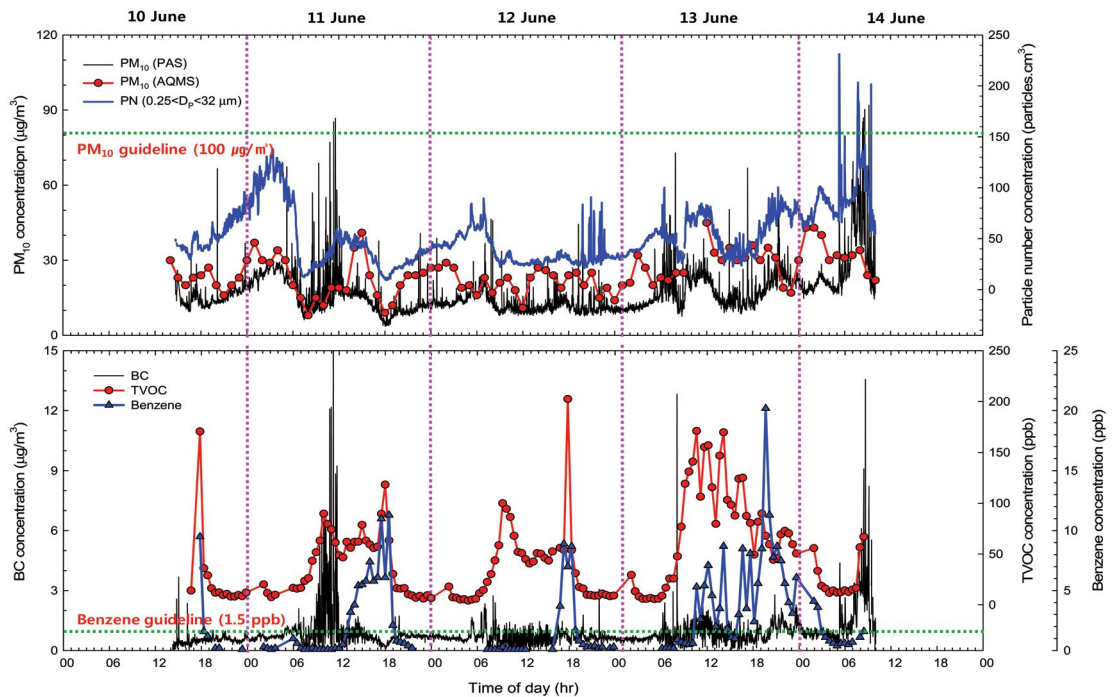 10 June 11 June 12 June 13 June 14 June
120 250
PM₁₀ (PAS)
PM₁₀ (AQMS)
PN (0.25<Dₚ<32 μm)
90 200
60 150
30 100
0 50
0
PM₁₀ guideline (100 ㎍/㎥)
PM₁₀ concentratiopn (μg/m³)
Particle number concentration (particles.cm³)
15 250 25
BC
TVOC
Benzene
12 200 20
9 150 15
6 100 10
3 50 5
0 0 0
Benzene guideline (1.5 ppb)
BC concentration (μg/m³)
TVOC concentration (ppb)
Benzene concentration (ppb)
00 06 12 18 00 06 12 18 00 06 12 18 00 06 12 18 00 06 12 18 00
Time of day (hr)